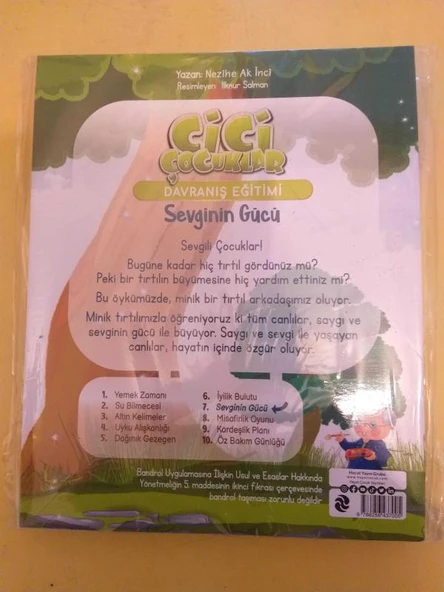 Yazan: Nezihe Ak İnci
Resimleyen: İlknur Salman
CİCİ
ÇOCUKLAR
DAVRANIŞ EĞİTİMİ
Sevginin Gücü
Sevgili Çocuklar!
Bugüne kadar hiç tırtıl gördünüz mü?
Peki bir tırtılın büyümesine hiç yardım ettiniz mi?
Bu öykümüzde, minik bir tırtıl arkadaşımız oluyor.
Minik tırtılımızla öğreniyoruz ki tüm canlılar, saygı ve
sevginin gücü ile büyüyor. Saygı ve sevgi ile yaşayan
canlılar, hayatın içinde özgür oluyor.
1. Yemek Zamanı
2. Su Bilmecesi
3. Altın Kelimeler
4. Uyku Alışkanlığı
5. Dağınık Gezegen
6. İyilik Bulutu
7. Sevginin Gücü
8. Misafirlik Oyunu
9. Kardeşlik Planı
10. Öz Bakım Günlüğü
Bandrol Uygulamasına İlişkin Usul ve Esaslar Hakkında
Yönetmeliğin 5. maddesinin ikinci fıkrası çerçevesinde
bandrol taşıması zorunlu değildir.